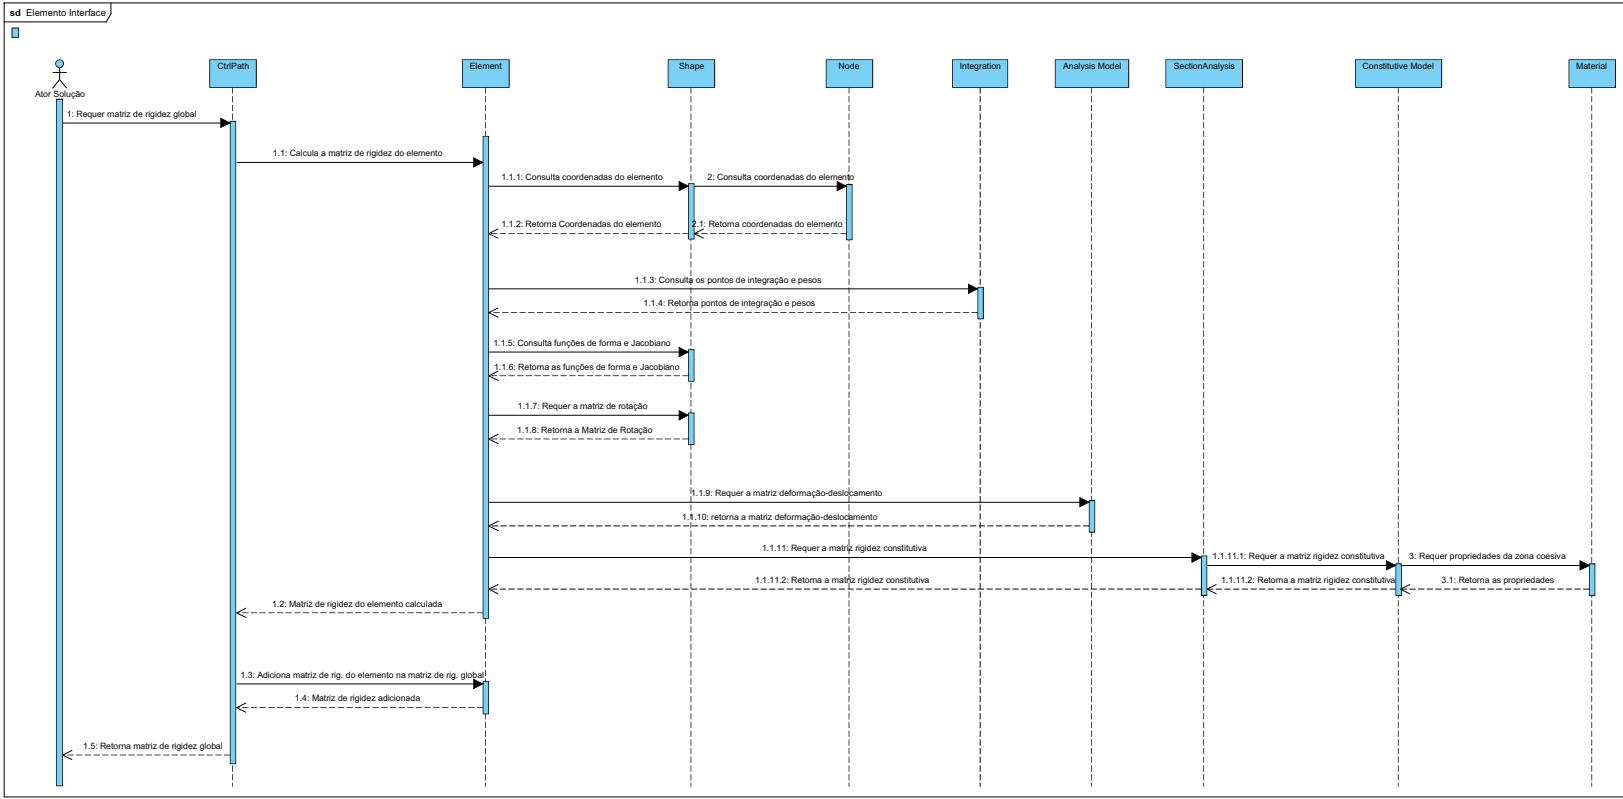 sd Elemento Interface
CtrlPath
Element
Shape
Node
Integration
Analysis Model
SectionAnalysis
Constitutive Model
Material
Ator Solução
1: Requer matriz de rigidez global
1.1: Calcula a matriz de rigidez do elemento
1.1.1: Consulta coordenadas do elemento
2: Consulta coordenadas do elemento
1.1.2: Retorna Coordenadas do elemento
2.1: Retorna coordenadas do elemento
1.1.3: Consulta os pontos de integração e pesos
1.1.4: Retorna pontos de integração e pesos
1.1.5: Consulta funções de forma e Jacobiano
1.1.6: Retorna as funções de forma e Jacobiano
1.1.7: Requer a matriz de rotação
1.1.8: Retorna a Matriz de Rotação
1.1.9: Requer a matriz deformação-deslocamento
1.1.10: retorna a matriz deformação-deslocamento
1.1.11: Requer a matriz rigidez constitutiva
1.1.11.1: Requer a matriz rigidez constitutiva
3: Requer propriedades da zona coesiva
1.1.11.2: Retorna a matriz rigidez constitutiva
1.1.11.2: Retorna a matriz rigidez constitutiva
3.1: Retorna as propriedades
1.2: Matriz de rigidez do elemento calculada
1.3: Adiciona matriz de rig. do elemento na matriz de rig. global
1.4: Matriz de rigidez adicionada
1.5: Retorna matriz de rigidez global